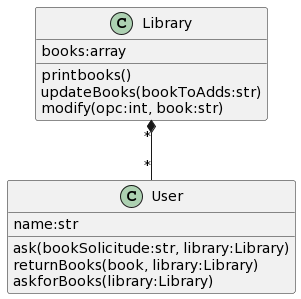 C Library
books:array
printbooks()
updateBooks(bookToAdds:str)
modify(opc:int, book:str)
*
*
C User
name:str
ask(bookSolicitude:str, library:Library)
returnBooks(book, library:Library)
askforBooks(library:Library)